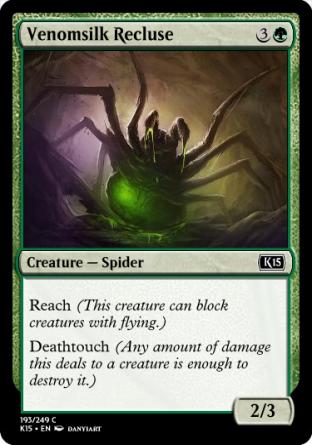 Venomsilk Recluse 3
Creature — Spider K15
Reach (This creature can block
creatures with flying.)
Deathtouch (Any amount of damage
this deals to a creature is enough to
destroy it.)
2/3
193/249 C
K15 • EN DANYIART